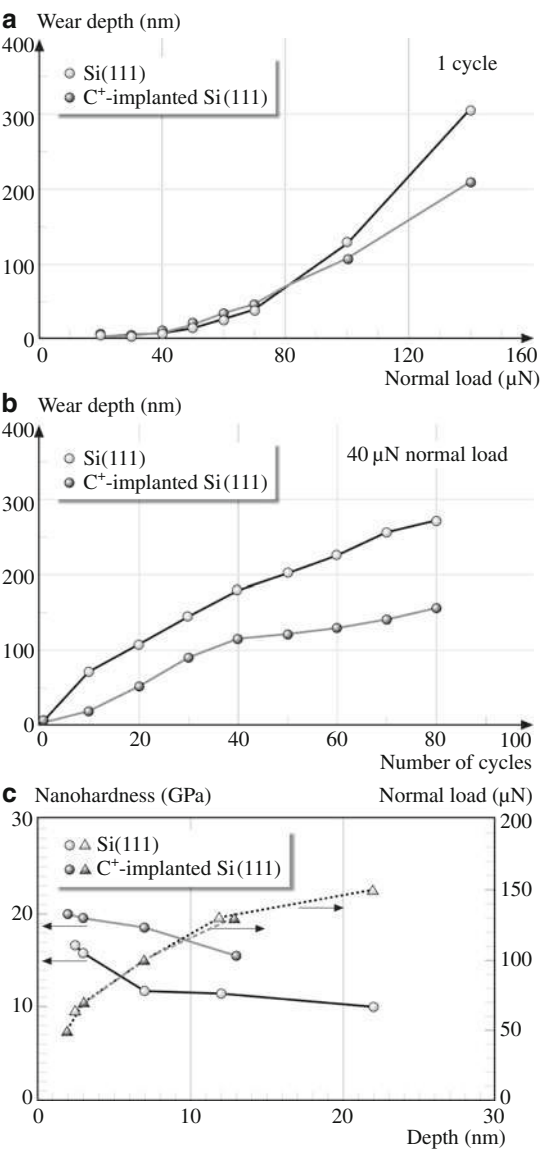 a Wear depth (nm)
400
Si(111)
C⁺-implanted Si(111)
1 cycle
300
200
100
0
0 40 80 120 160
Normal load (µN)
b Wear depth (nm)
400
Si(111)
C⁺-implanted Si(111)
40 µN normal load
300
200
100
0
0 20 40 60 80 100
Number of cycles
c Nanohardness (GPa) Normal load (µN)
30 200
Si(111)
C⁺-implanted Si(111)
150
20
100
10
50
0 0
0 10 20 30
Depth (nm)